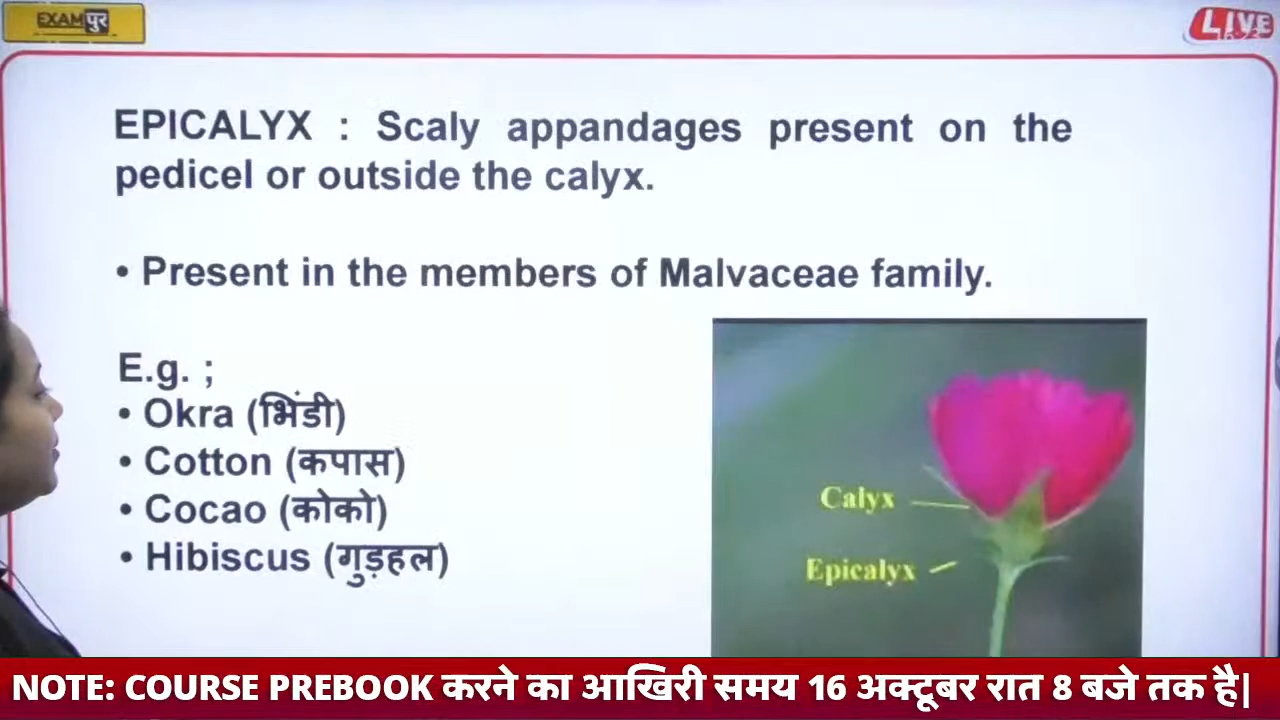 EXAMपुर
LIVE
EPICALYX : Scaly appandages present on the
pedicel or outside the calyx.
• Present in the members of Malvaceae family.
E.g. ;
• Okra (भिंडी)
• Cotton (कपास)
• Cocao (कोको)
• Hibiscus (गुड़हल)
Calyx
Epicalyx
NOTE: COURSE PREBOOK करने का आखिरी समय 16 अक्टूबर रात 8 बजे तक है|